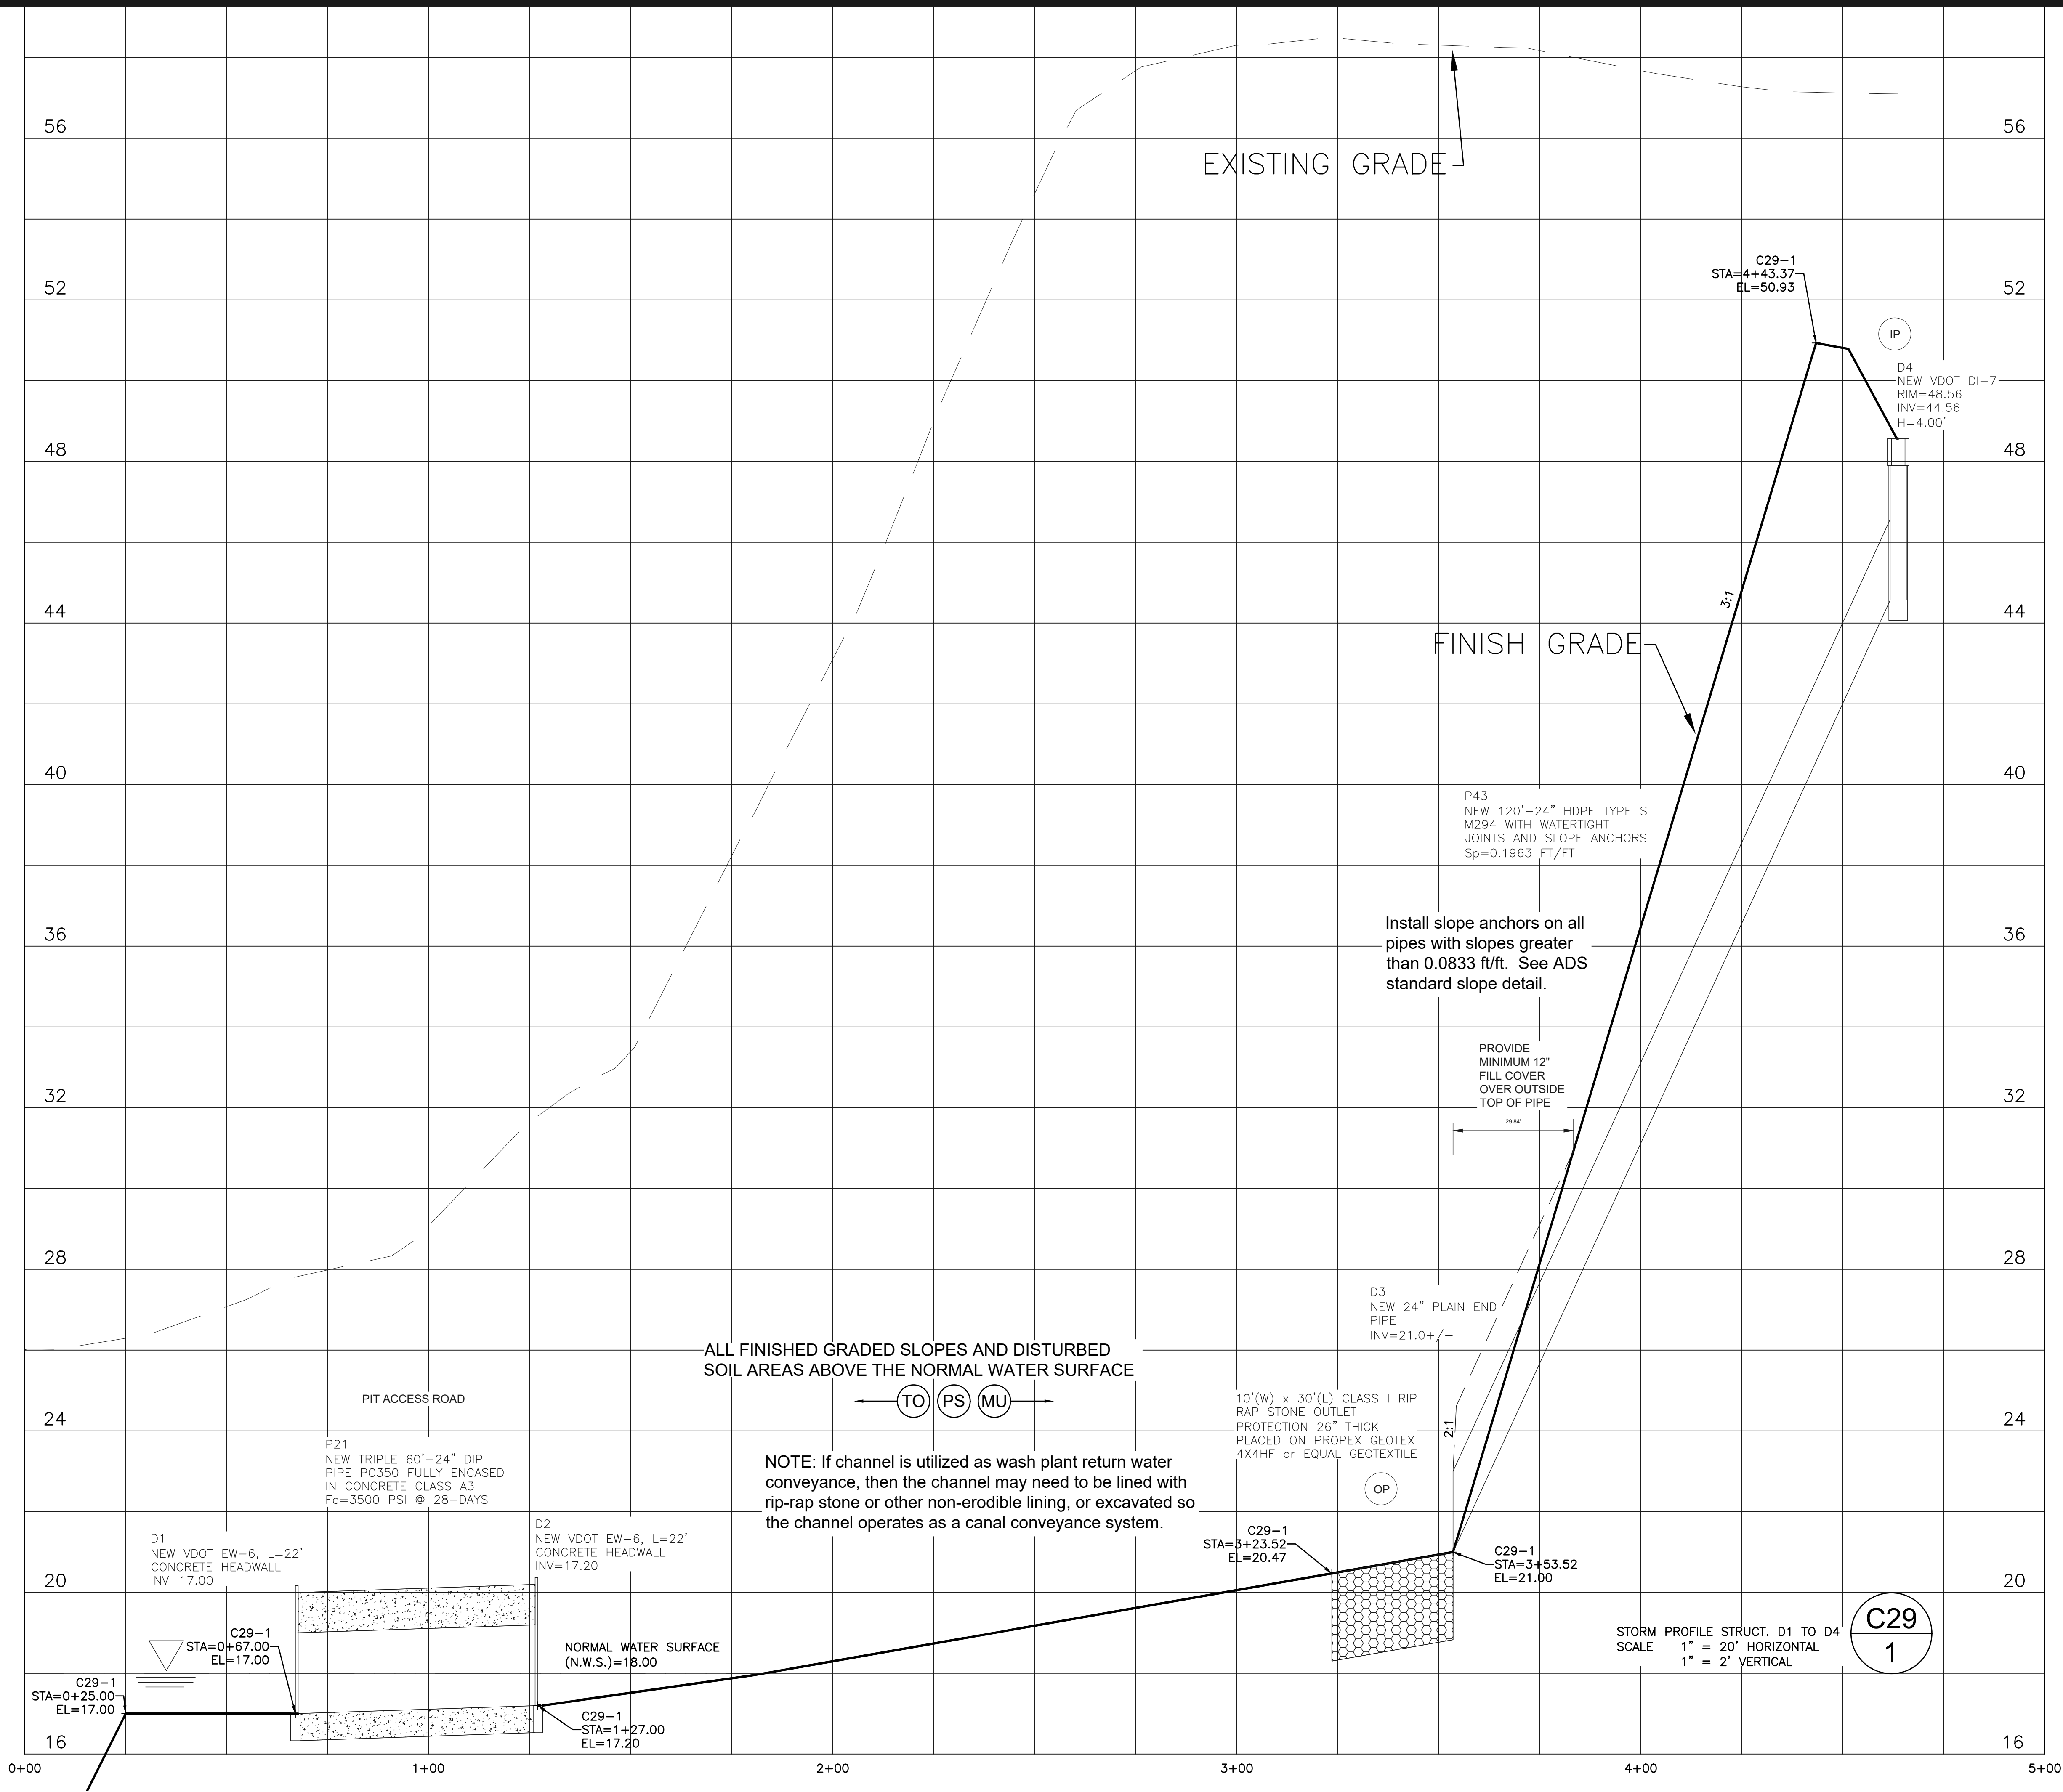 56
56
EXISTING GRADE
C29-1
STA=4+43.37
EL=50.93
52
52
IP
D4
NEW VDOT DI-7
RIM=48.56
INV=44.56
H=4.00'
48
48
3:1
44
44
FINISH GRADE
40
40
P43
NEW 120'-24" HDPE TYPE S
M294 WITH WATERTIGHT
JOINTS AND SLOPE ANCHORS
Sp=0.1963 FT/FT
Install slope anchors on all
pipes with slopes greater
than 0.0833 ft/ft. See ADS
standard slope detail.
36
36
PROVIDE
MINIMUM 12"
FILL COVER
OVER OUTSIDE
TOP OF PIPE
29.84'
32
32
28
28
D3
NEW 24" PLAIN END
PIPE
INV=21.0+/-
ALL FINISHED GRADED SLOPES AND DISTURBED
SOIL AREAS ABOVE THE NORMAL WATER SURFACE
TO PS MU
PIT ACCESS ROAD
10'(W) x 30'(L) CLASS I RIP
RAP STONE OUTLET
PROTECTION 26" THICK
PLACED ON PROPEX GEOTEX
4X4HF or EQUAL GEOTEXTILE
2:1
24
24
OP
P21
NEW TRIPLE 60'-24" DIP
PIPE PC350 FULLY ENCASED
IN CONCRETE CLASS A3
Fc=3500 PSI @ 28-DAYS
NOTE: If channel is utilized as wash plant return water
conveyance, then the channel may need to be lined with
rip-rap stone or other non-erodible lining, or excavated so
the channel operates as a canal conveyance system.
D1
NEW VDOT EW-6, L=22'
CONCRETE HEADWALL
INV=17.00
D2
NEW VDOT EW-6, L=22'
CONCRETE HEADWALL
INV=17.20
C29-1
STA=3+23.52
EL=20.47
C29-1
STA=3+53.52
EL=21.00
20
20
C29-1
STA=0+67.00
EL=17.00
NORMAL WATER SURFACE
(N.W.S.)=18.00
STORM PROFILE STRUCT. D1 TO D4
SCALE 1" = 20' HORIZONTAL
1" = 2' VERTICAL
C29
1
C29-1
STA=0+25.00
EL=17.00
C29-1
STA=1+27.00
EL=17.20
16
16
0+00 1+00 2+00 3+00 4+00 5+00